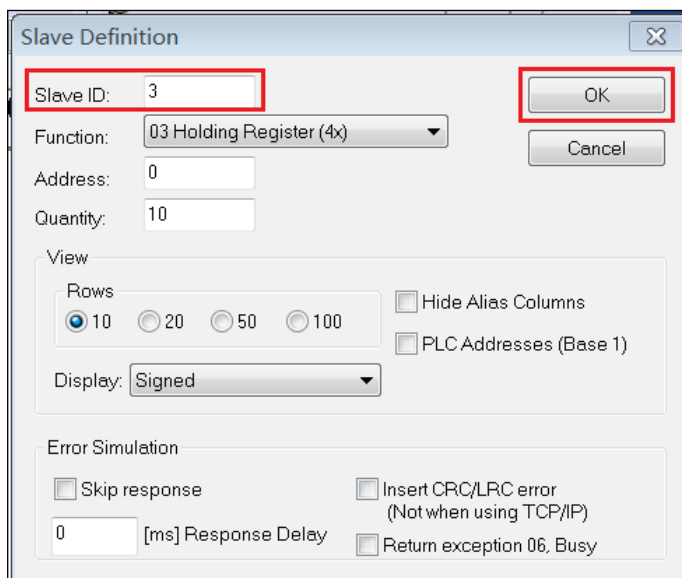 Slave Definition
Slave ID: 3
OK
Function: 03 Holding Register (4x)
Cancel
Address: 0
Quantity: 10
View
Rows
10 20 50 100
Hide Alias Columns
PLC Addresses (Base 1)
Display: Signed
Error Simulation
Skip response
Insert CRC/LRC error
(Not when using TCP/IP)
0 [ms] Response Delay
Return exception 06, Busy